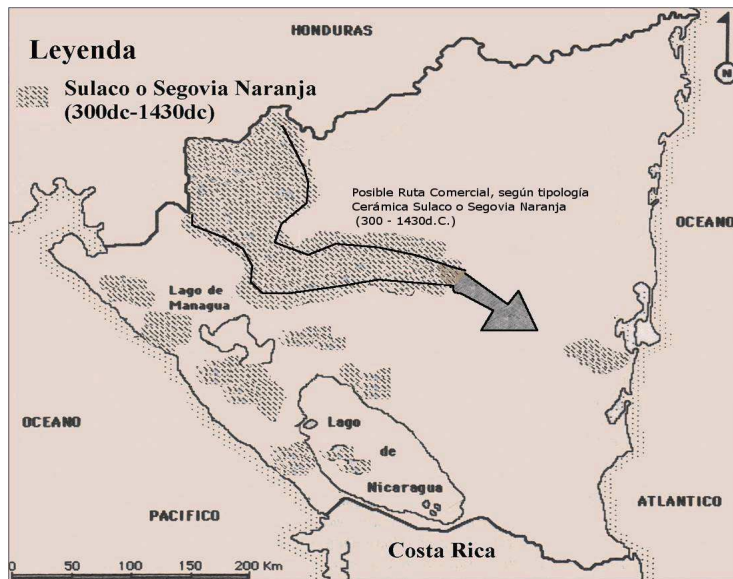 HONDURAS
Leyenda
N
Sulaco o Segovia Naranja
(300dc-1430dc)
Posible Ruta Comercial, según tipología
Cerámica Sulaco o Segovia Naranja
(300 - 1430d.C.)
OCEANO
Lago de
Managua
OCEANO
Lago
de
Nicaragua
ATLANTICO
PACIFICO
Costa Rica
0 50 100 150 200 Km